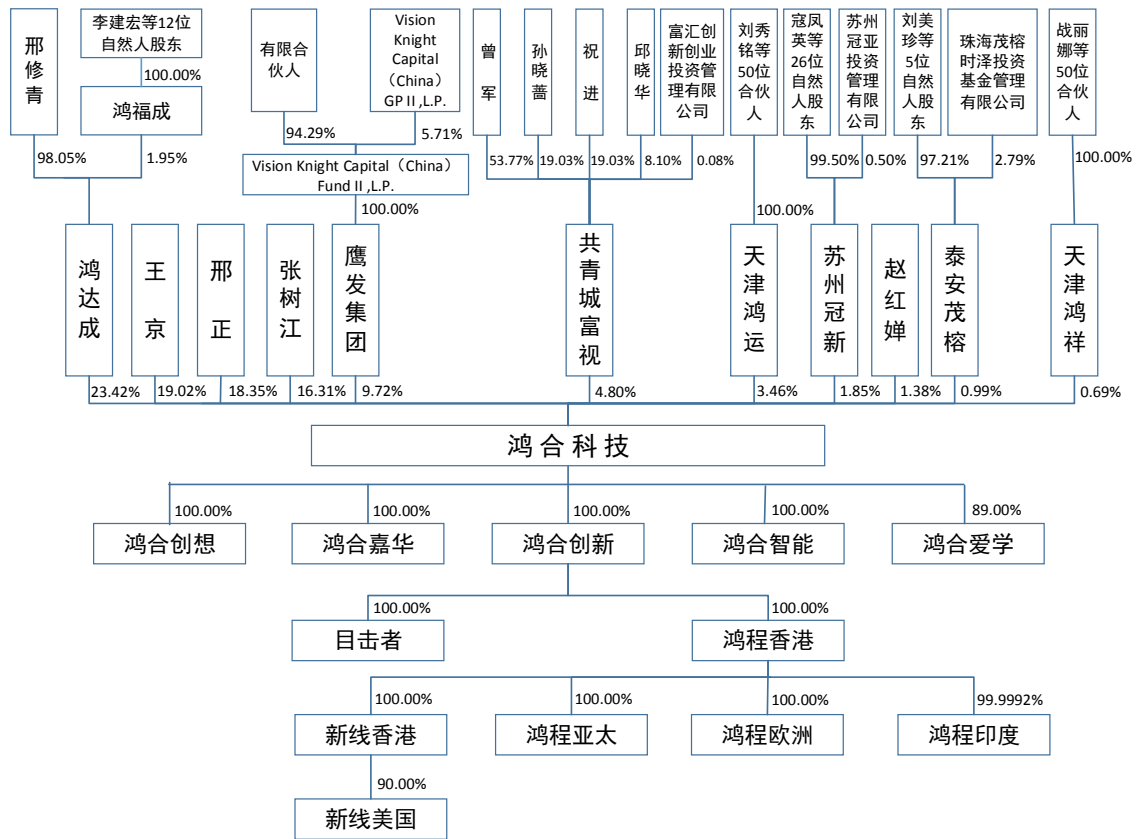 邢修青
李建宏等12位
自然人股东
100.00%
鸿福成
98.05%
1.95%
有限合
伙人
Vision
Knight
Capital
（China）
GP II ,L.P.
94.29%
5.71%
Vision Knight Capital（China）
Fund II ,L.P.
100.00%
曾军
孙晓蔷
祝进
邱晓华
富汇创
新创业
投资管
理有限
公司
53.77%
19.03%
19.03%
8.10%
0.08%
刘秀
铭等
50位
合伙
人
100.00%
寇凤
英等
26位
自然
人股
东
苏州
冠亚
投资
管理
有限
公司
99.50%
0.50%
刘美
珍等
5位
自然
人股
东
珠海茂榕
时泽投资
基金管理
有限公司
97.21%
2.79%
战丽
娜等
50位
合伙
人
100.00%
鸿达成
王京
邢正
张树江
鹰发集团
共青城富视
天津鸿运
苏州冠新
赵红婵
泰安茂榕
天津鸿祥
23.42%
19.02%
18.35%
16.31%
9.72%
4.80%
3.46%
1.85%
1.38%
0.99%
0.69%
鸿合科技
100.00%
100.00%
100.00%
100.00%
89.00%
鸿合创想
鸿合嘉华
鸿合创新
鸿合智能
鸿合爱学
100.00%
100.00%
目击者
鸿程香港
100.00%
100.00%
100.00%
99.9992%
新线香港
鸿程亚太
鸿程欧洲
鸿程印度
90.00%
新线美国